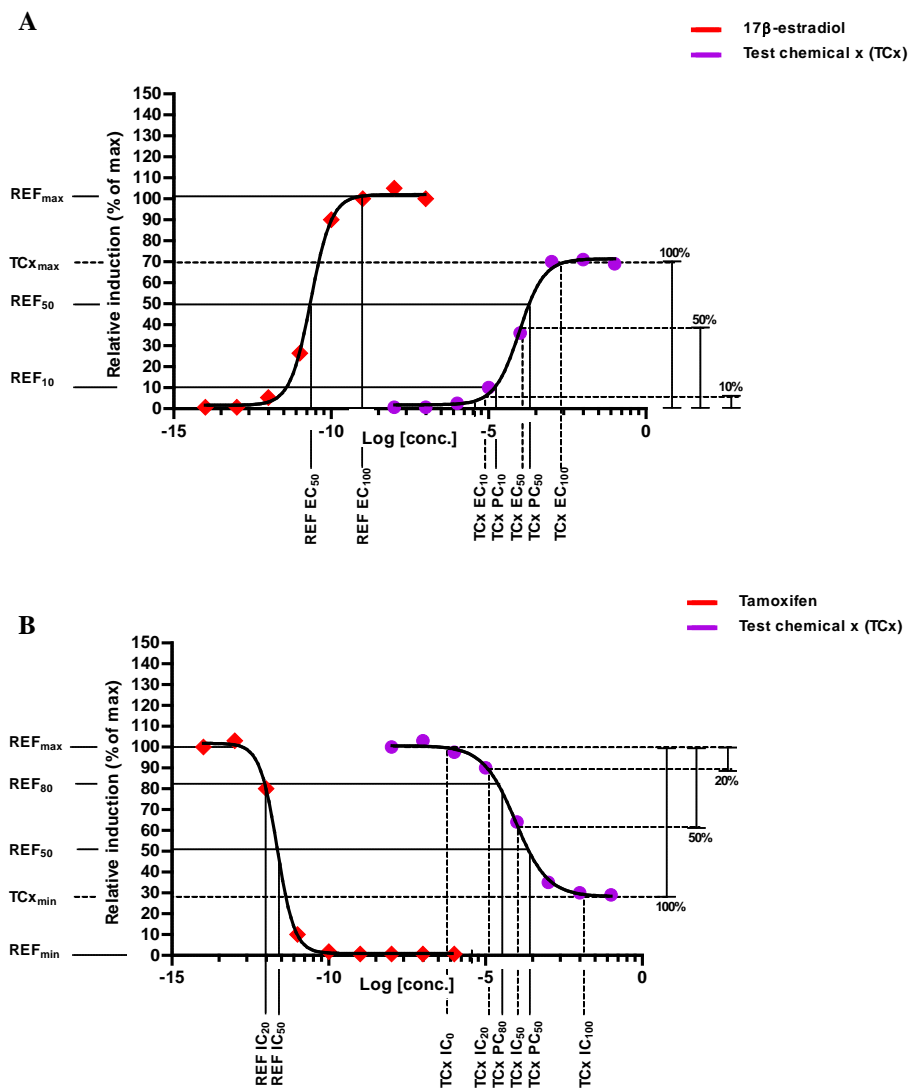 A
17β-estradiol
Test chemical x (TCx)
Relative induction (% of max)
150
140
130
120
110
100
90
80
70
60
50
40
30
20
10
0
REFmax
TCxmax
REF50
REF10
100%
50%
10%
-15
-10
-5
0
Log [conc.]
REF EC50
REF EC100
TCx EC10
TCx PC10
TCx EC50
TCx PC50
TCx EC100
B
Tamoxifen
Test chemical x (TCx)
Relative induction (% of max)
150
140
130
120
110
100
90
80
70
60
50
40
30
20
10
0
REFmax
REF80
REF50
TCxmin
REFmin
20%
50%
100%
-15
-10
-5
0
Log [conc.]
REF IC20
REF IC50
TCx IC0
TCx IC20
TCx PC80
TCx IC50
TCx PC50
TCx IC100